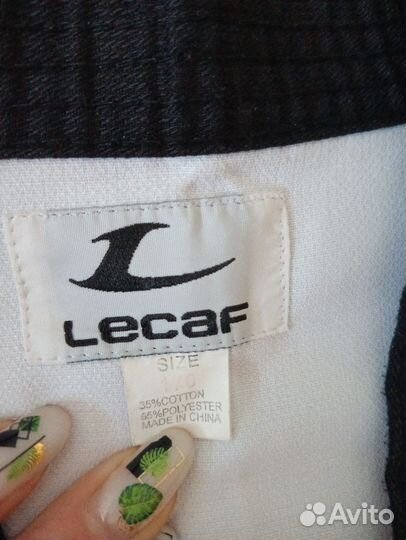 Lecaf
SIZE
35%COTTON
65%POLYESTER
MADE IN CHINA
Avito